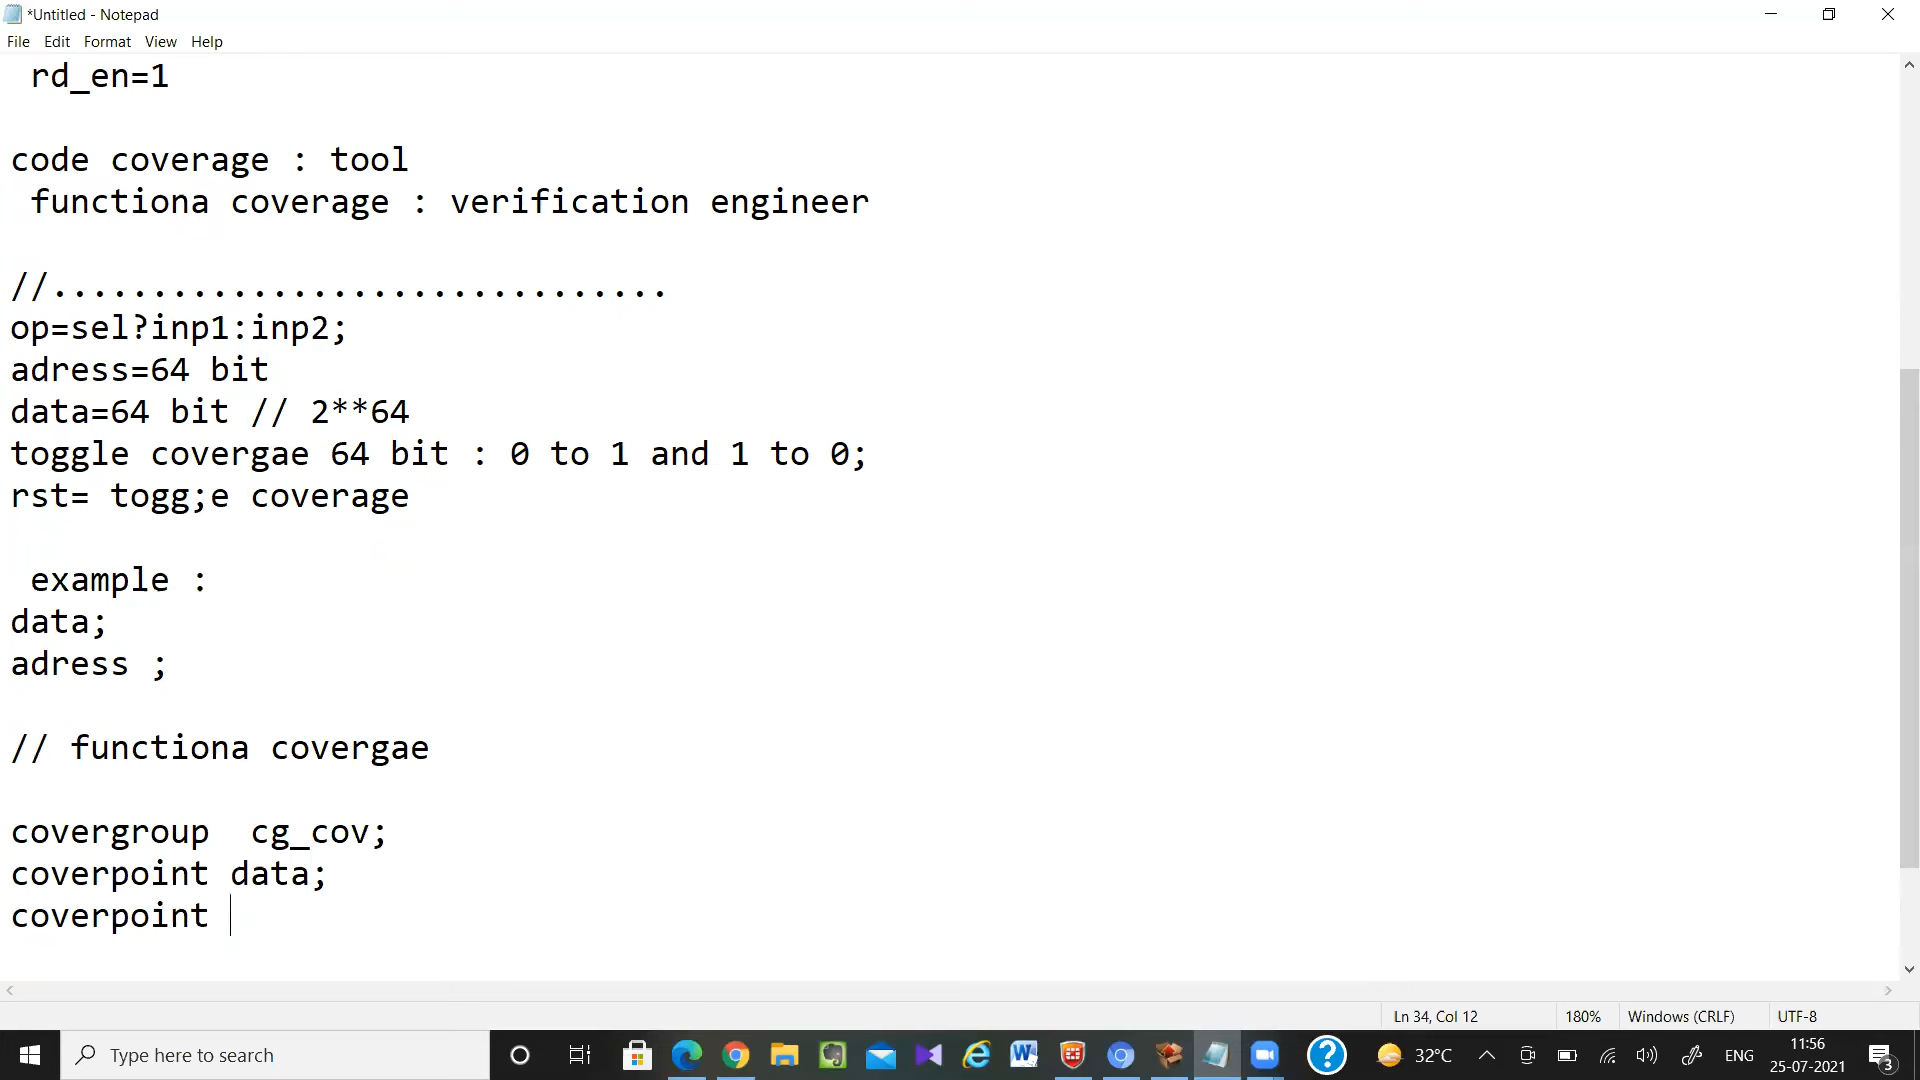 *Untitled - Notepad
File Edit Format View Help
rd_en=1
code coverage : tool
functiona coverage : verification engineer
//...............................
op=sel?inp1:inp2;
adress=64 bit
data=64 bit // 2**64
toggle covergae 64 bit : 0 to 1 and 1 to 0;
rst= togg;e coverage
example :
data;
adress ;
// functiona covergae
covergroup  cg_cov;
coverpoint data;
coverpoint
Ln 34, Col 12 180% Windows (CRLF) UTF-8
Type here to search
32°C
ENG
11:56
25-07-2021
3